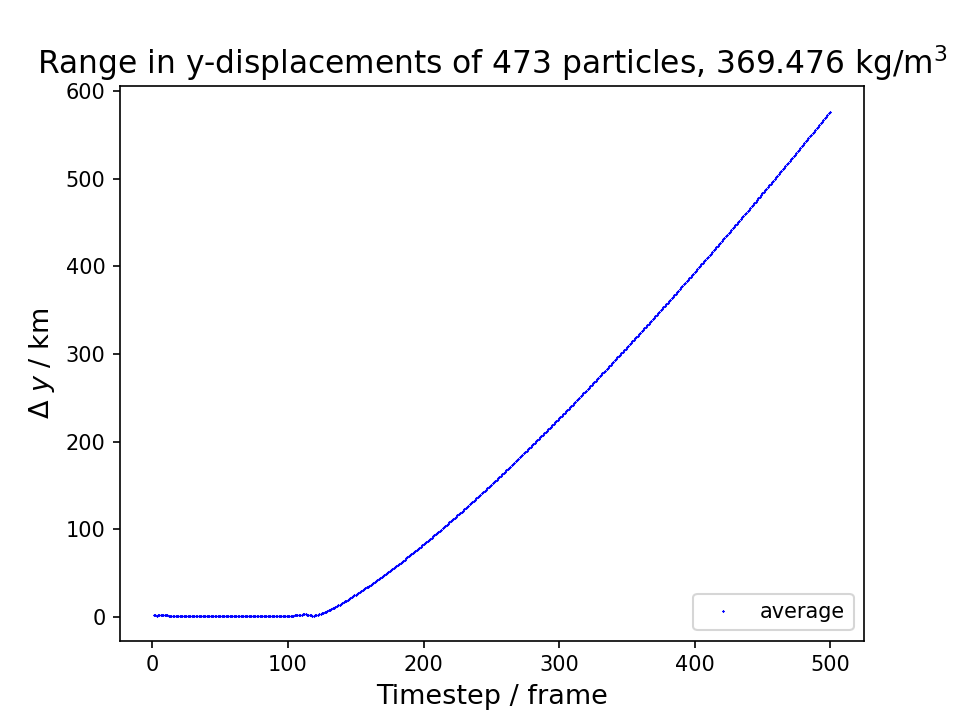 Range in y-displacements of 473 particles, 369.476 kg/m³
600
500
400
300
200
100
0
Δ y / km
0 100 200 300 400 500
Timestep / frame
average